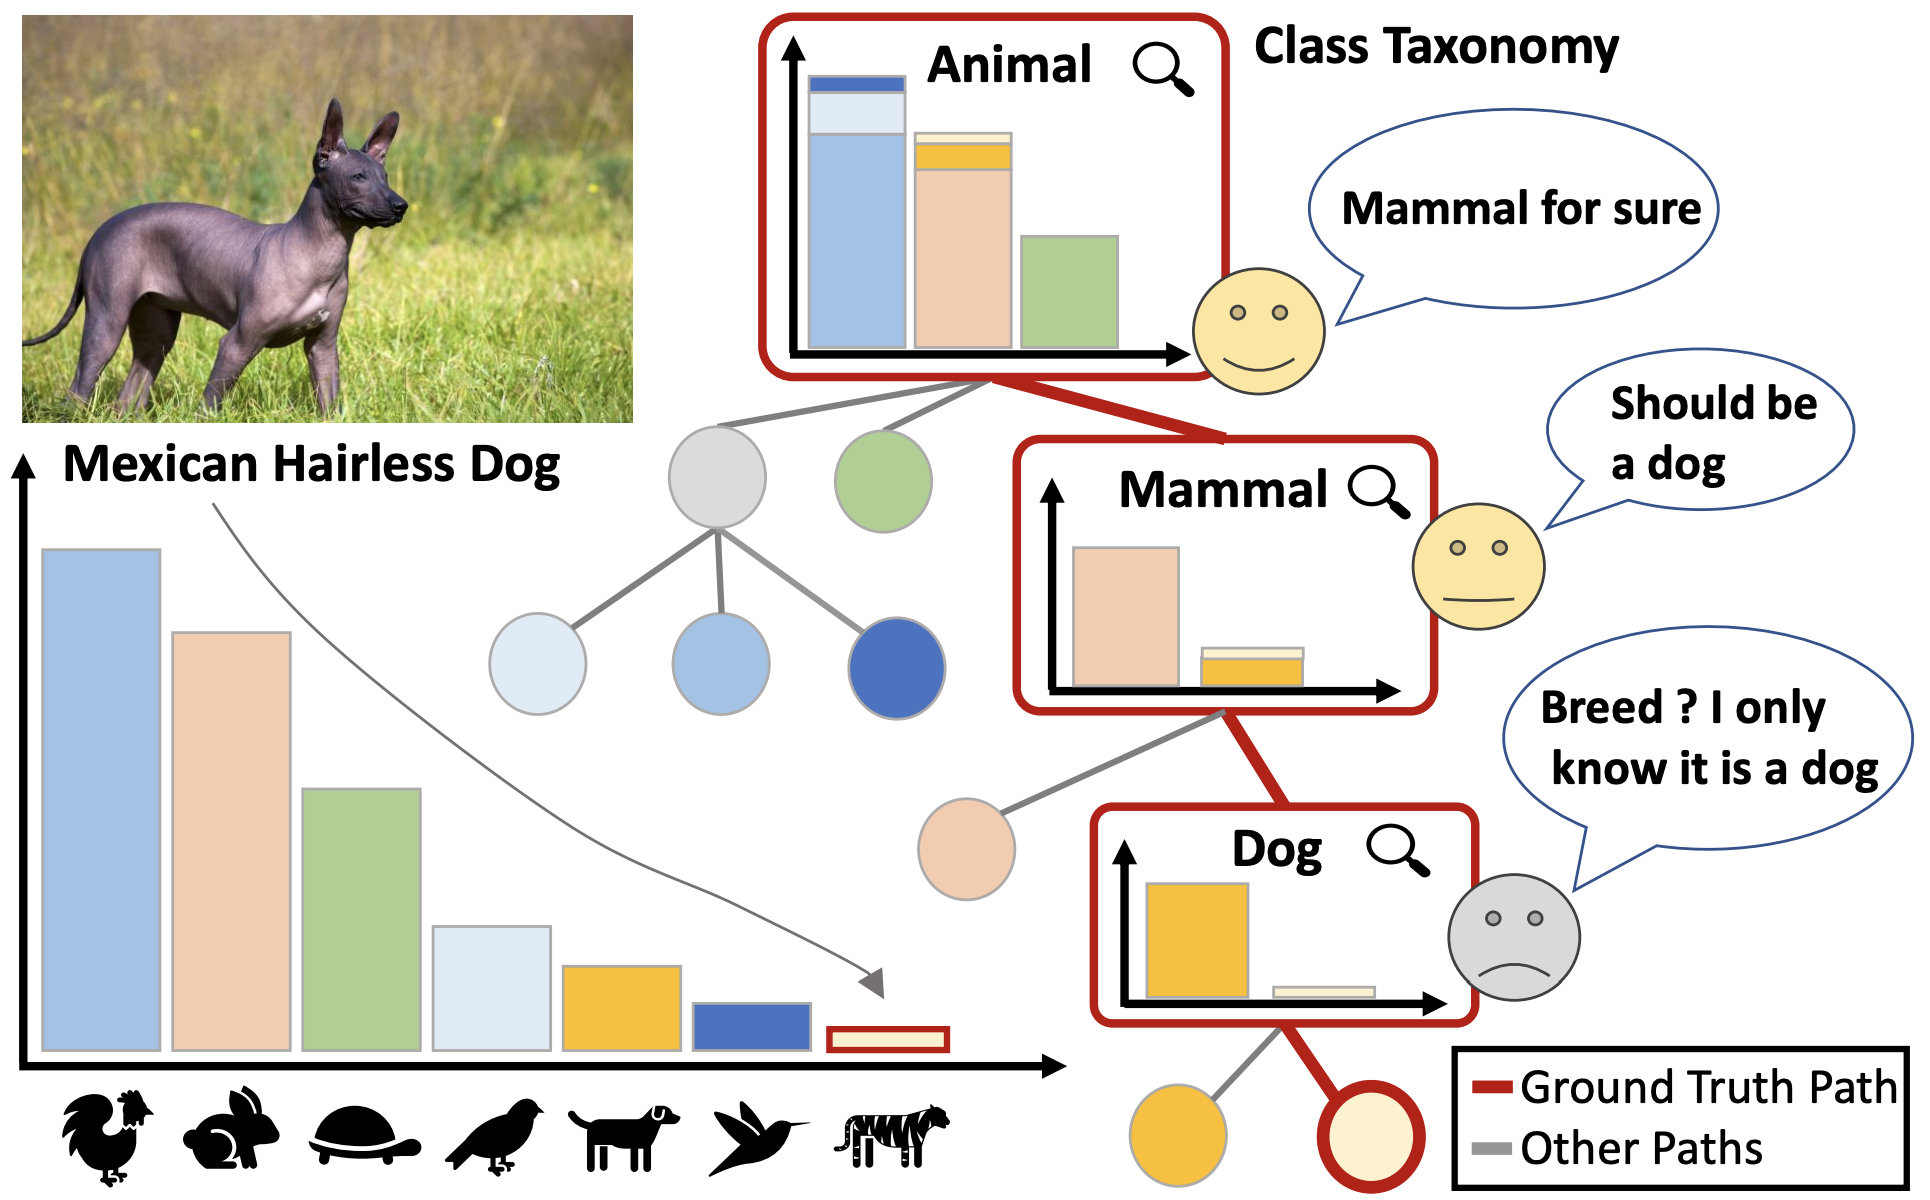 Class Taxonomy
Animal
Mammal for sure
Should be
a dog
Mexican Hairless Dog
Mammal
Breed ? I only
know it is a dog
Dog
Ground Truth Path
Other Paths